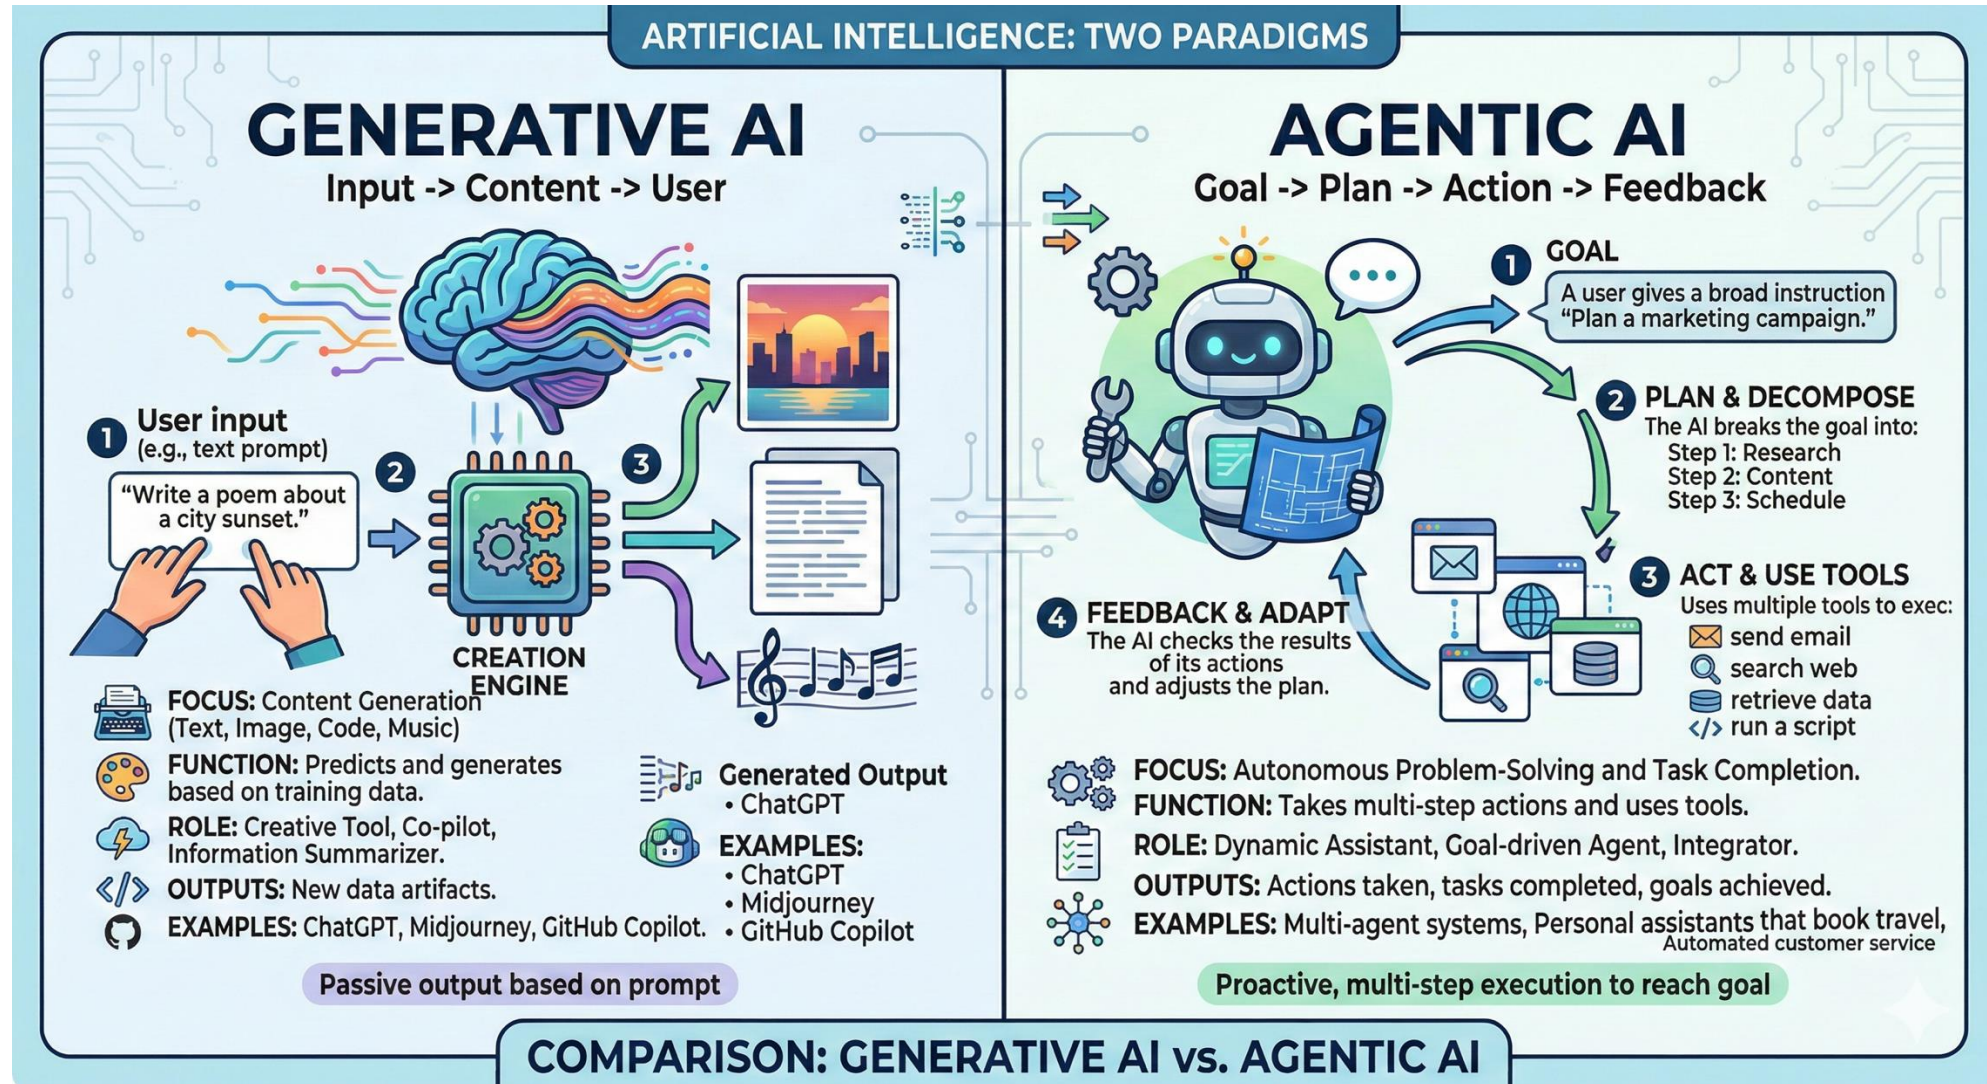 ARTIFICIAL INTELLIGENCE: TWO PARADIGMS
GENERATIVE AI
Input -> Content -> User
1 User input
(e.g., text prompt)
“Write a poem about
a city sunset.”
2
3
CREATION
ENGINE
FOCUS: Content Generation
(Text, Image, Code, Music)
FUNCTION: Predicts and generates
based on training data.
ROLE: Creative Tool, Co-pilot,
Information Summarizer.
</> OUTPUTS: New data artifacts.
EXAMPLES: ChatGPT, Midjourney, GitHub Copilot.
Generated Output
• ChatGPT
EXAMPLES:
• ChatGPT
• Midjourney
• GitHub Copilot
Passive output based on prompt
AGENTIC AI
Goal -> Plan -> Action -> Feedback
1 GOAL
A user gives a broad instruction
“Plan a marketing campaign.”
2 PLAN & DECOMPOSE
The AI breaks the goal into:
Step 1: Research
Step 2: Content
Step 3: Schedule
3 ACT & USE TOOLS
Uses multiple tools to exec:
send email
search web
retrieve data
</> run a script
4 FEEDBACK & ADAPT
The AI checks the results
of its actions
and adjusts the plan.
FOCUS: Autonomous Problem-Solving and Task Completion.
FUNCTION: Takes multi-step actions and uses tools.
ROLE: Dynamic Assistant, Goal-driven Agent, Integrator.
OUTPUTS: Actions taken, tasks completed, goals achieved.
EXAMPLES: Multi-agent systems, Personal assistants that book travel,
Automated customer service
Proactive, multi-step execution to reach goal
COMPARISON: GENERATIVE AI vs. AGENTIC AI